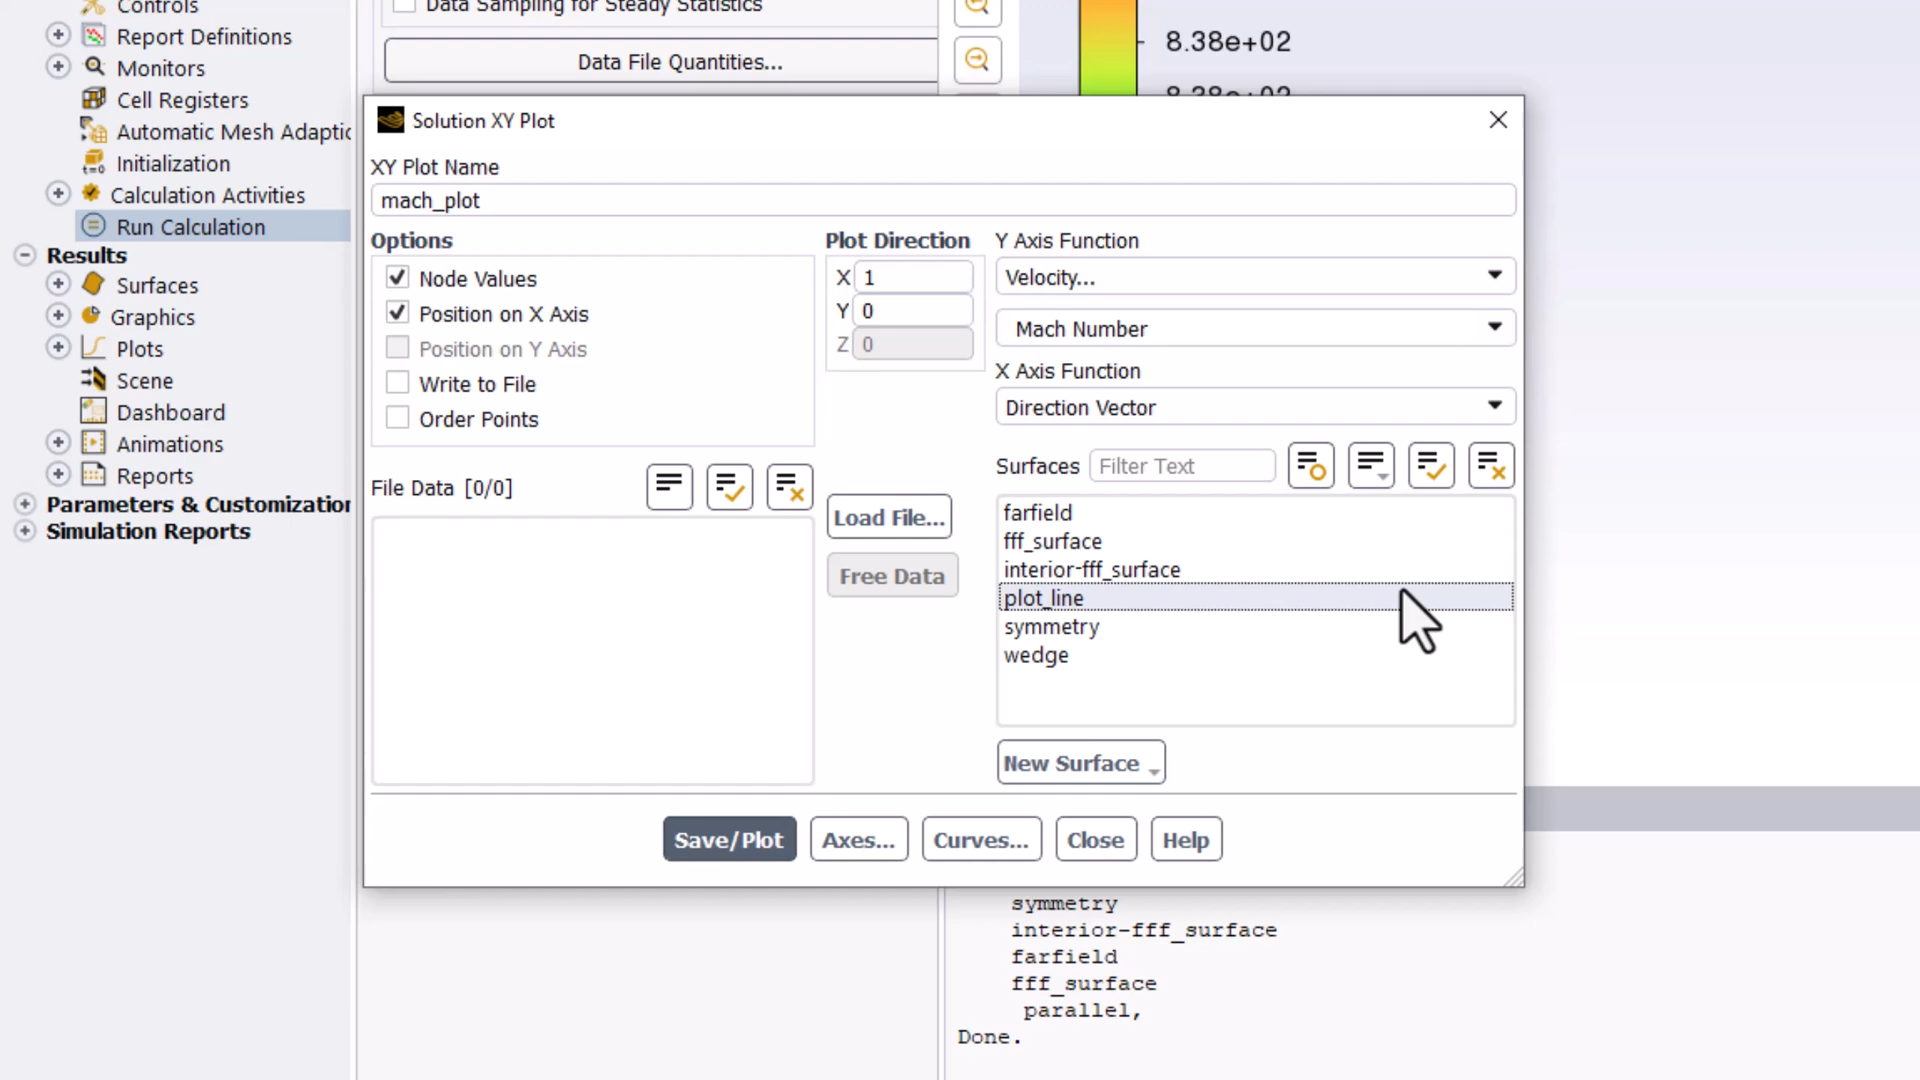 Controls
Report Definitions
Monitors
Cell Registers
Automatic Mesh Adaptic
Initialization
Calculation Activities
Run Calculation
Results
Surfaces
Graphics
Plots
Scene
Dashboard
Animations
Reports
Parameters & Customization
Simulation Reports
Data Sampling for Steady Statistics
Data File Quantities...
8.38e+02
8.38e+02
Solution XY Plot
XY Plot Name
mach_plot
Options
Node Values
Position on X Axis
Position on Y Axis
Write to File
Order Points
Plot Direction
X 1
Y 0
Z 0
Y Axis Function
Velocity...
Mach Number
X Axis Function
Direction Vector
File Data [0/0]
Load File...
Free Data
Surfaces Filter Text
farfield
fff_surface
interior-fff_surface
plot_line
symmetry
wedge
New Surface
Save/Plot Axes... Curves... Close Help
symmetry
interior-fff_surface
farfield
fff_surface
parallel,
Done.